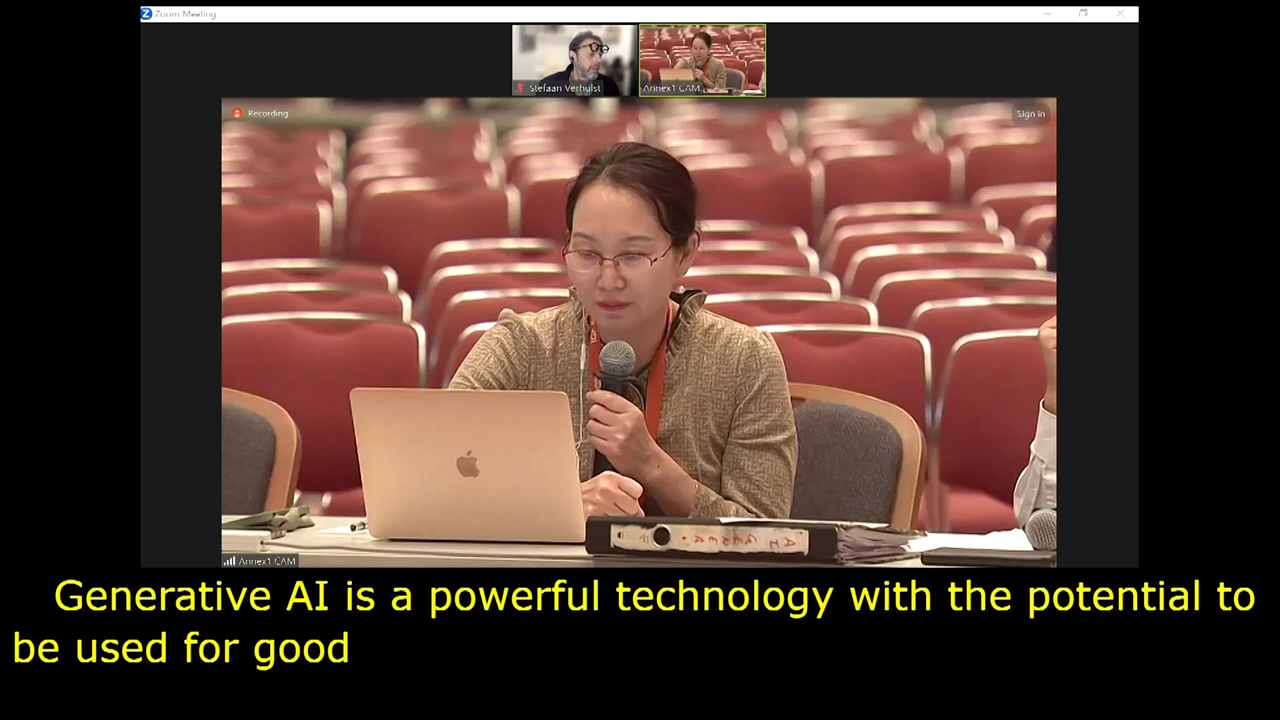 Zoom Meeting
Stefaan Verhulst
Annex1 CAM
Recording
Sign in
Annex1 CAM
Generative AI is a powerful technology with the potential to
be used for good